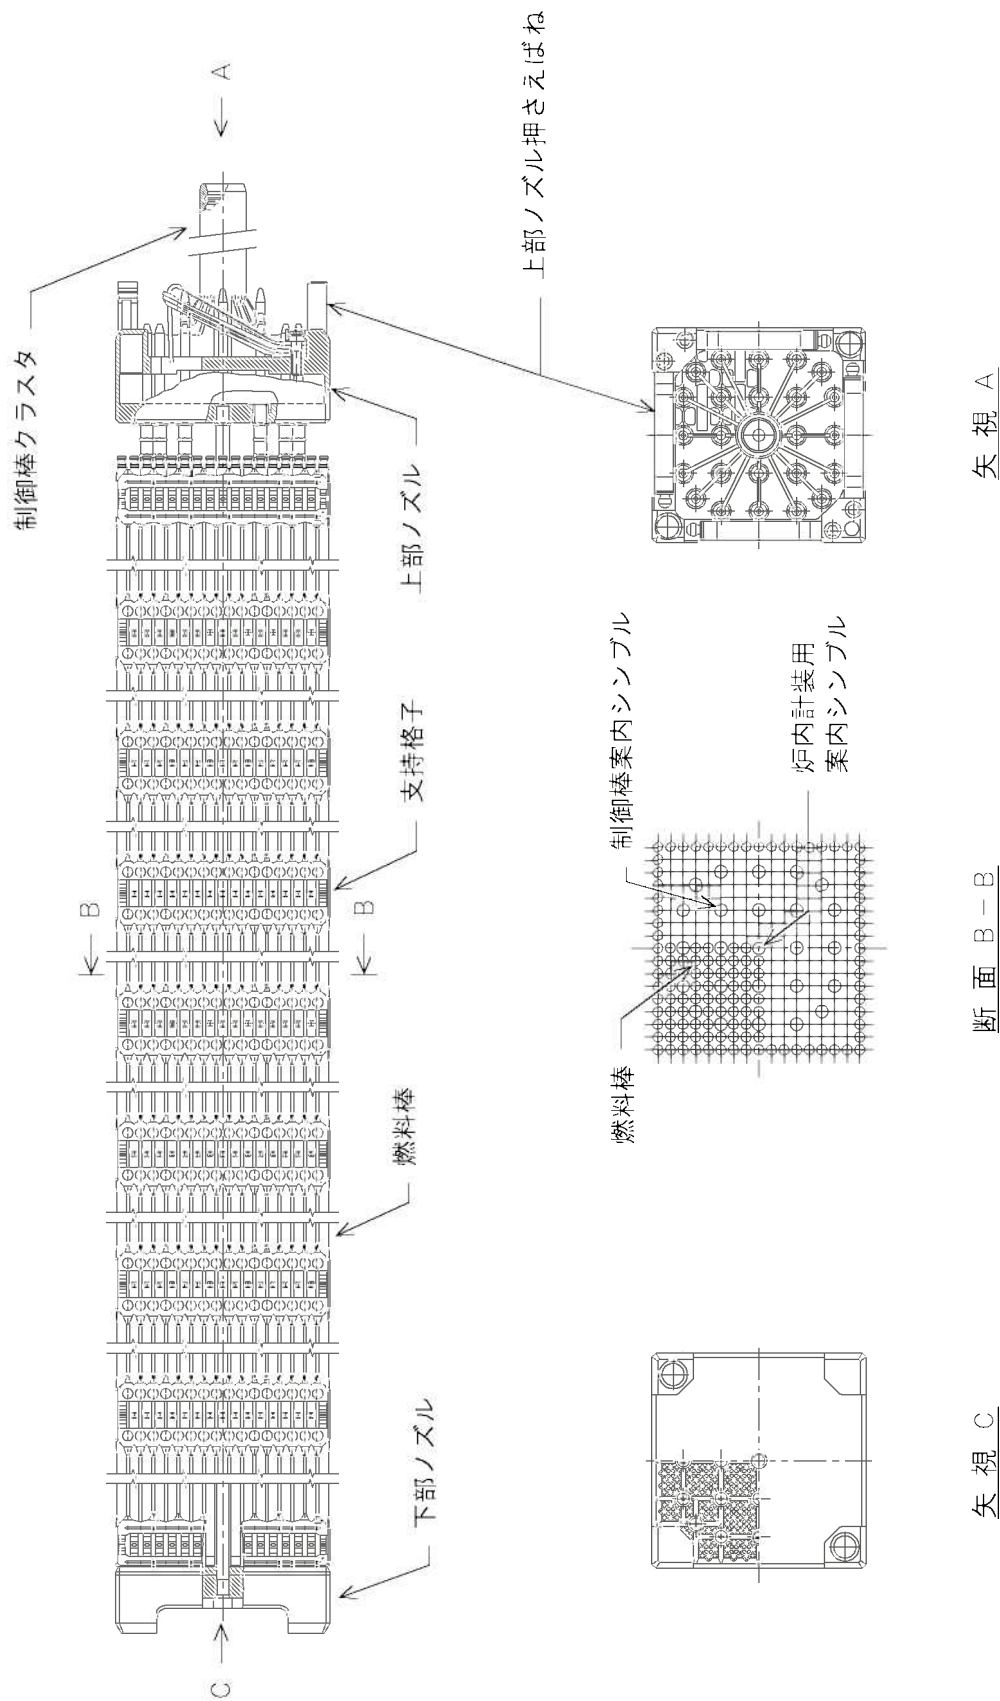 制御棒クラスタ
A
上部ノズル押さえばね
上部ノズル
支持格子
B
B
燃料棒
下部ノズル
C
制御棒案内シンブル
炉内計装用
案内シンブル
燃料棒
矢視 A
断面 B-B
矢視 C